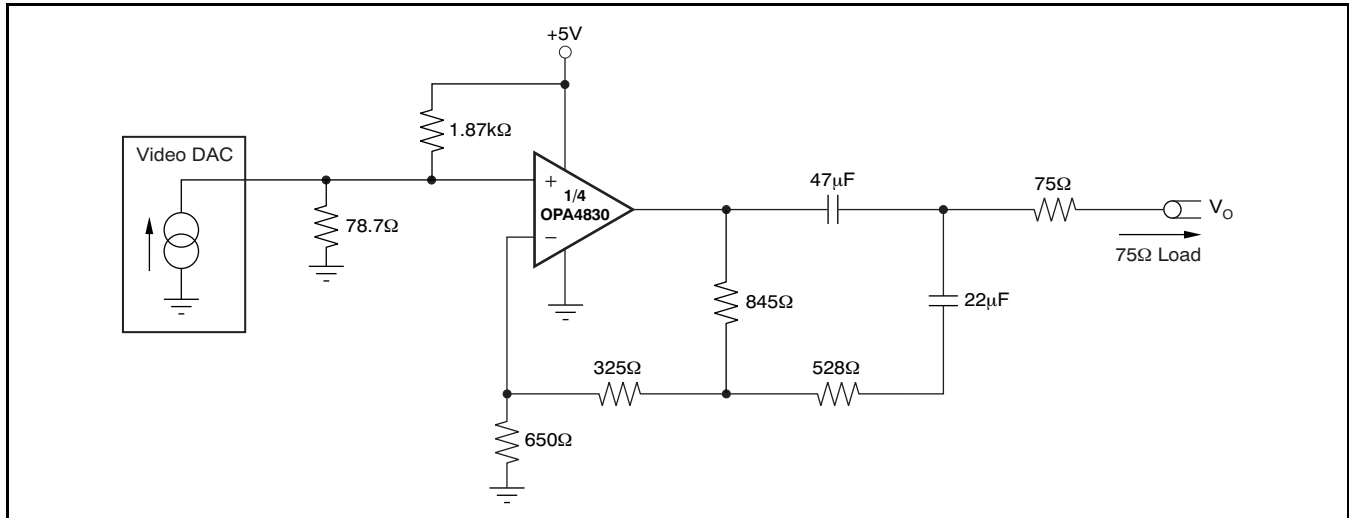 +5V
1.87kΩ
Video DAC
78.7Ω
+
1/4
OPA4830
−
47μF
75Ω
V_O
75Ω Load
845Ω
22μF
325Ω
528Ω
650Ω